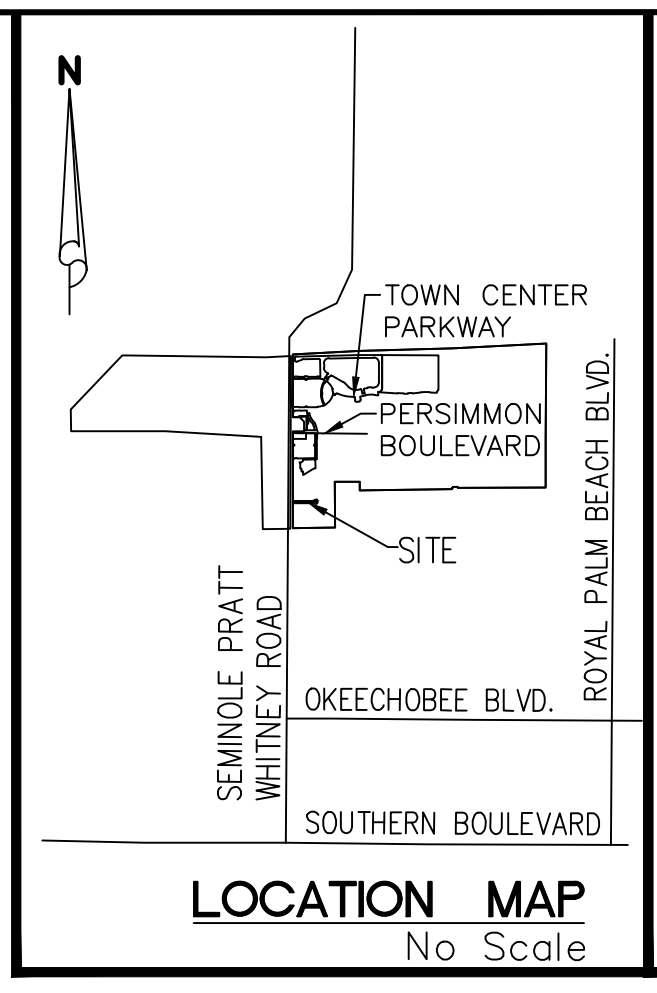 N
TOWN CENTER
PARKWAY
PERSIMMON
BOULEVARD
SITE
ROYAL PALM BEACH BLVD.
SEMINOLE PRATT
WHITNEY ROAD
OKEECHOBEE BLVD.
SOUTHERN BOULEVARD
LOCATION MAP
No Scale